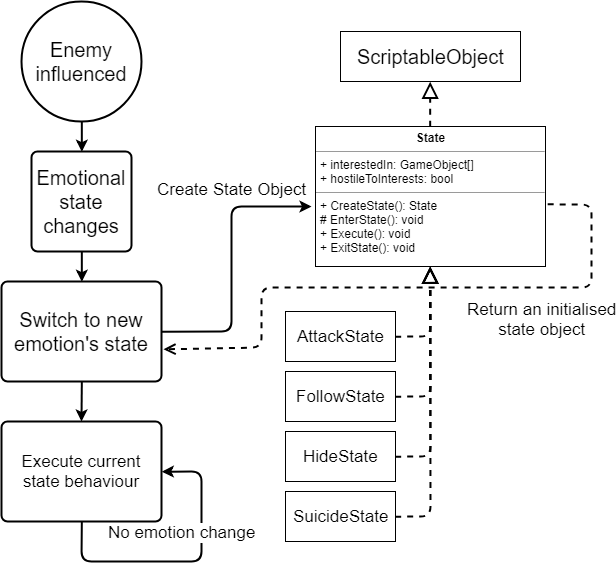 Enemy
influenced
Emotional
state
changes
Switch to new
emotion's state
Execute current
state behaviour
No emotion change
Create State Object
ScriptableObject
State
+ interestedIn: GameObject[]
+ hostileToInterests: bool
+ CreateState(): State
# EnterState(): void
+ Execute(): void
+ ExitState(): void
Return an initialised
state object
AttackState
FollowState
HideState
SuicideState